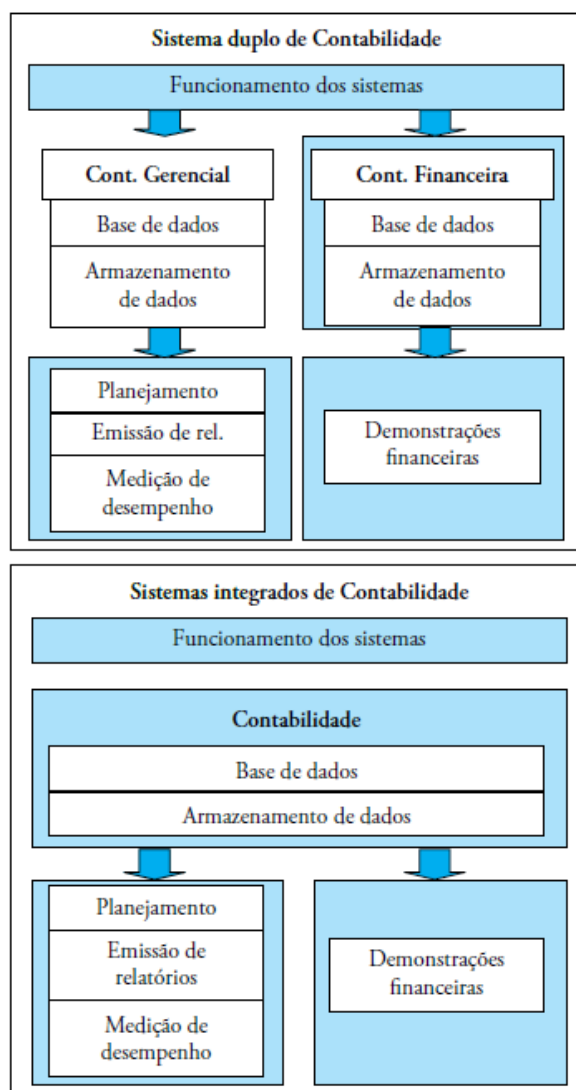 Sistema duplo de Contabilidade
Funcionamento dos sistemas
Cont. Gerencial
Base de dados
Armazenamento
de dados
Cont. Financeira
Base de dados
Armazenamento
de dados
Planejamento
Emissão de rel.
Medição de
desempenho
Demonstrações
financeiras
Sistemas integrados de Contabilidade
Funcionamento dos sistemas
Contabilidade
Base de dados
Armazenamento de dados
Planejamento
Emissão de
relatórios
Medição de
desempenho
Demonstrações
financeiras